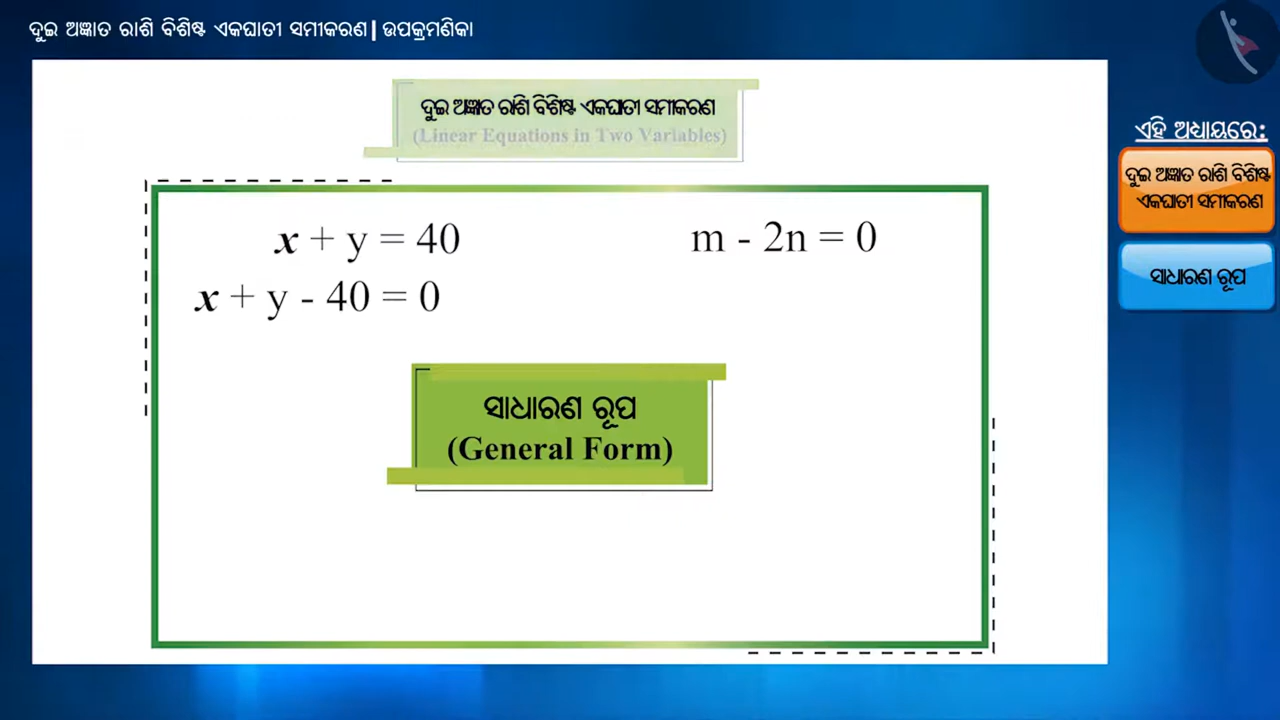 ଦୁଇ ଅଜ୍ଞାତ ରାଶି ବିଶିଷ୍ଟ ଏକଘାତୀ ସମୀକରଣ | ଉପକ୍ରମଣିକା
ଦୁଇ ଅଜ୍ଞାତ ରାଶି ବିଶିଷ୍ଟ ଏକଘାତୀ ସମୀକରଣ
(Linear Equations in Two Variables)
x + y = 40
m - 2n = 0
x + y - 40 = 0
ସାଧାରଣ ରୂପ
(General Form)
ଏହି ଅଧ୍ୟାୟରେ:
ଦୁଇ ଅଜ୍ଞାତ ରାଶି ବିଶିଷ୍ଟ
ଏକଘାତୀ ସମୀକରଣ
ସାଧାରଣ ରୂପ